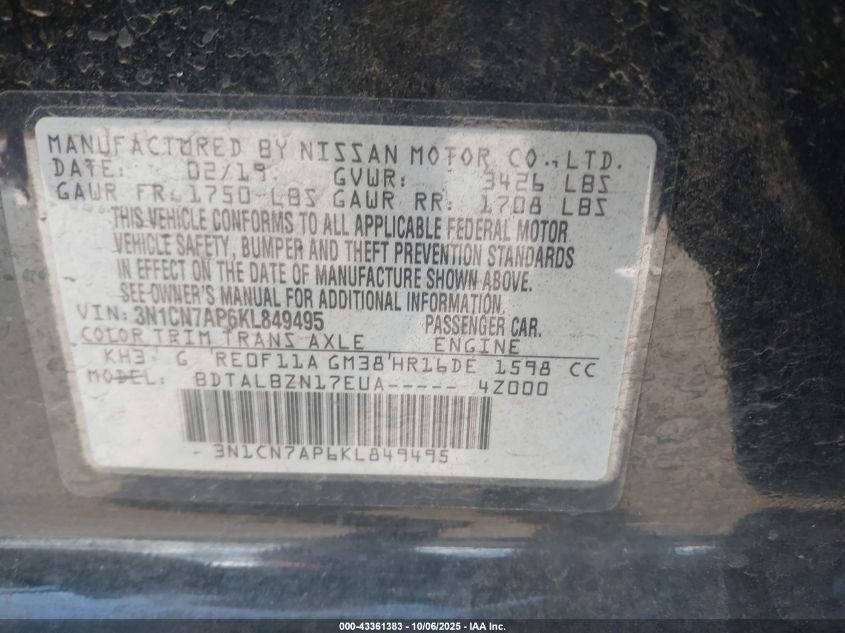 MANUFACTURED BY NISSAN MOTOR CO., LTD.
DATE: 02/19 GVWR: 3426 LBS
GAWR FR: 1750 LBS GAWR RR: 1708 LBS
THIS VEHICLE CONFORMS TO ALL APPLICABLE FEDERAL MOTOR
VEHICLE SAFETY, BUMPER AND THEFT PREVENTION STANDARDS
IN EFFECT ON THE DATE OF MANUFACTURE SHOWN ABOVE.
SEE OWNER'S MANUAL FOR ADDITIONAL INFORMATION.
VIN: 3N1CN7AP6KL849495 PASSENGER CAR.
COLOR TRIM TRANS AXLE ENGINE
KH3 G RE0F11A GM38 HR16DE 1598 CC
MODEL: BDTALBZN17EUA----- 4Z000
3N1CN7AP6KL849495
000-43361383 - 10/06/2025 - IAA Inc.